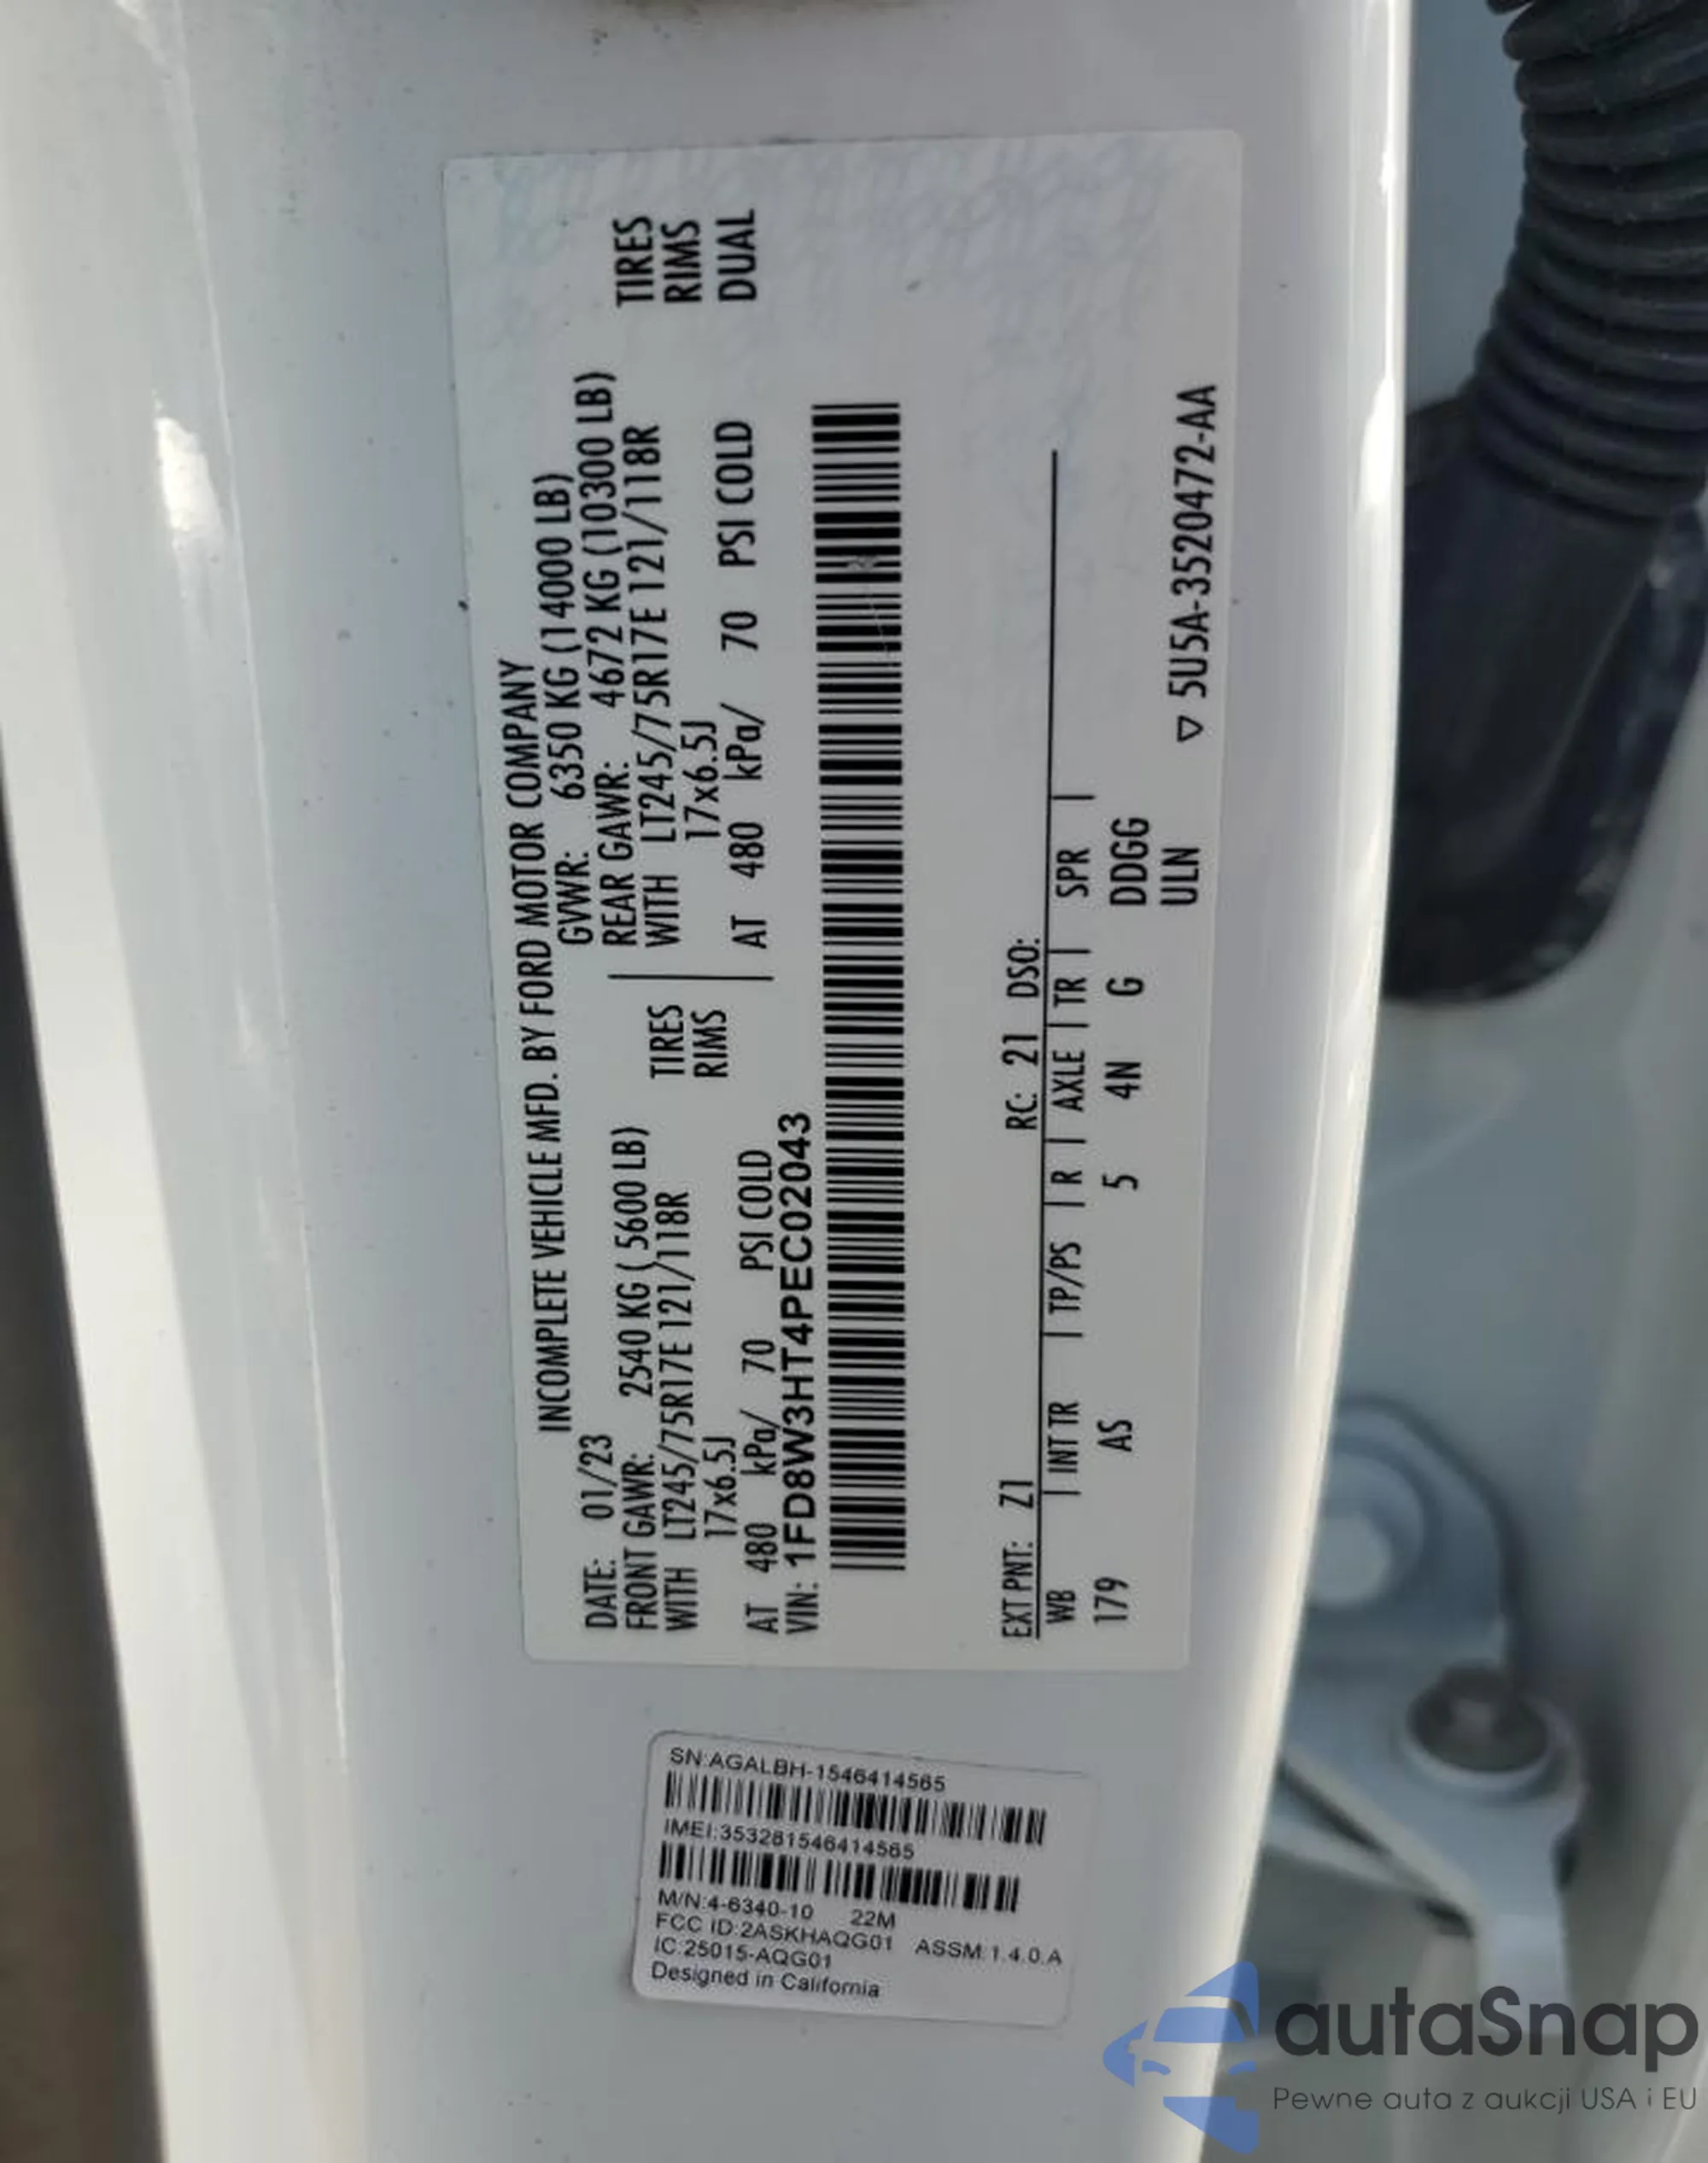 INCOMPLETE VEHICLE MFD. BY FORD MOTOR COMPANY
DATE: 01/23 GVWR: 6350 KG (14000 LB)
FRONT GAWR: 2540 KG ( 5600 LB) REAR GAWR: 4672 KG (10300 LB)
WITH LT245/75R17E 121/118R TIRES WITH LT245/75R17E 121/118R TIRES
17x6.5J RIMS 17x6.5J RIMS
AT 480 kPa/ 70 PSI COLD AT 480 kPa/ 70 PSI COLD DUAL
VIN: 1FD8W3HT4PEC02043
EXT PNT: Z1 RC: 21 DSO:
WB | INT TR | TP/PS | R | AXLE | TR | SPR |
179 AS 5 4N G DDGG
ULN ▽ 5U5A-3520472-AA
SN:AGALBH-1546414565
IMEI:353281546414565
M/N:4-6340-10 22M
FCC ID:2ASKHAQG01 ASSM:1.4.0.A
IC:25015-AQG01
Designed in California
autaSnap
Pewne auta z aukcji USA i EU